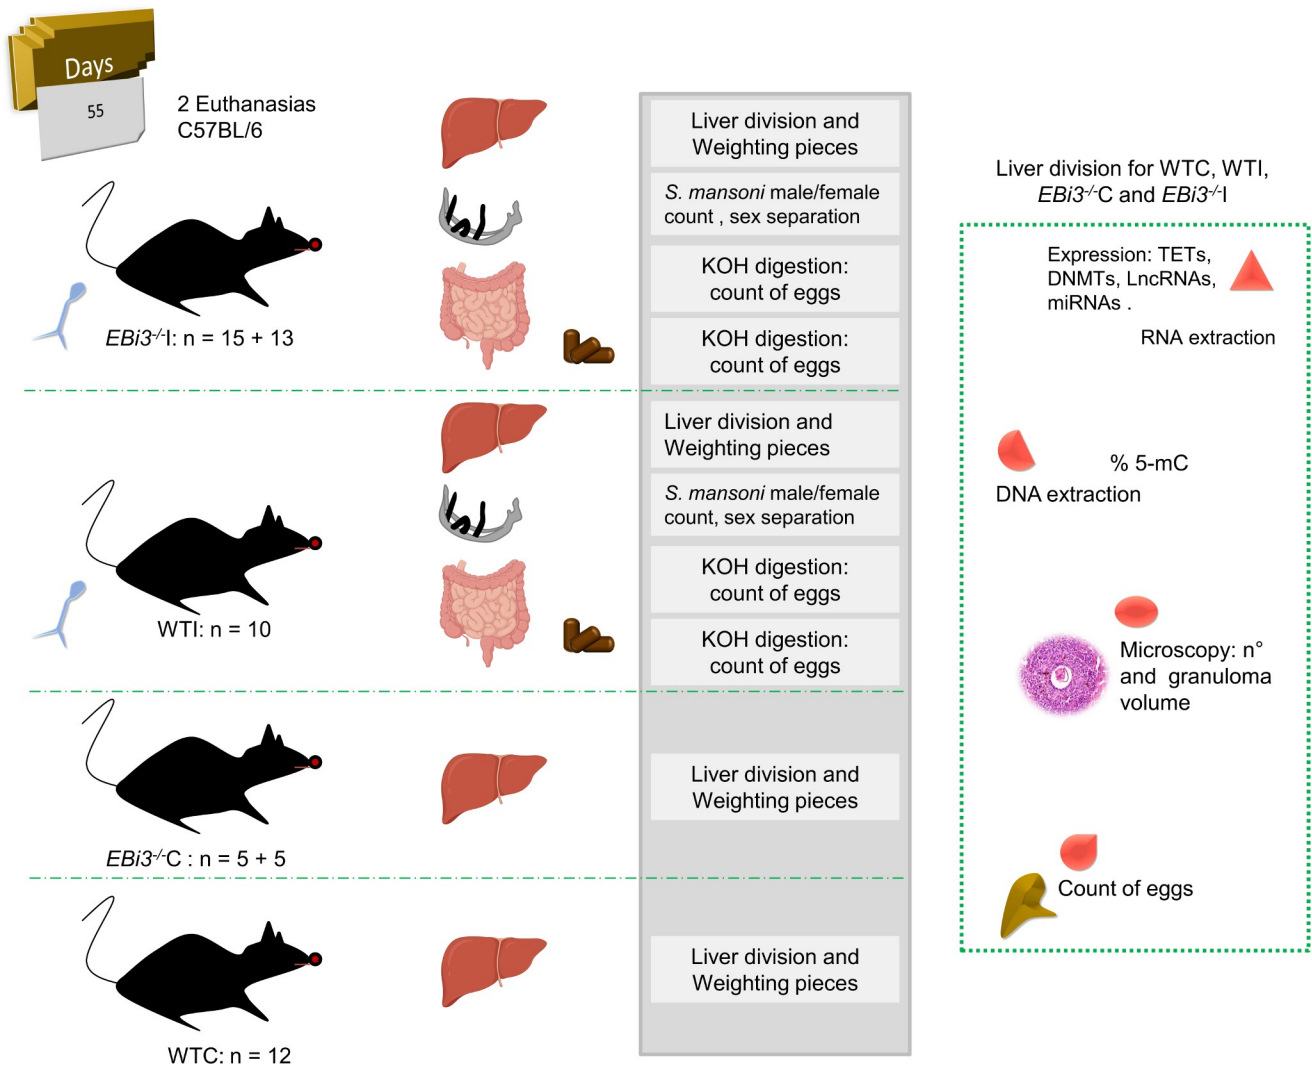 Days
55
2 Euthanasias
C57BL/6
EBi3-/-I: n = 15 + 13
Liver division and
Weighting pieces
S. mansoni male/female
count , sex separation
KOH digestion:
count of eggs
KOH digestion:
count of eggs
WTI: n = 10
Liver division and
Weighting pieces
S. mansoni male/female
count, sex separation
KOH digestion:
count of eggs
KOH digestion:
count of eggs
EBi3-/-C : n = 5 + 5
Liver division and
Weighting pieces
WTC: n = 12
Liver division and
Weighting pieces
Liver division for WTC, WTI,
EBi3-/-C and EBi3-/-I
Expression: TETs,
DNMTs, LncRNAs,
miRNAs .
RNA extraction
% 5-mC
DNA extraction
Microscopy: n°
and granuloma
volume
Count of eggs